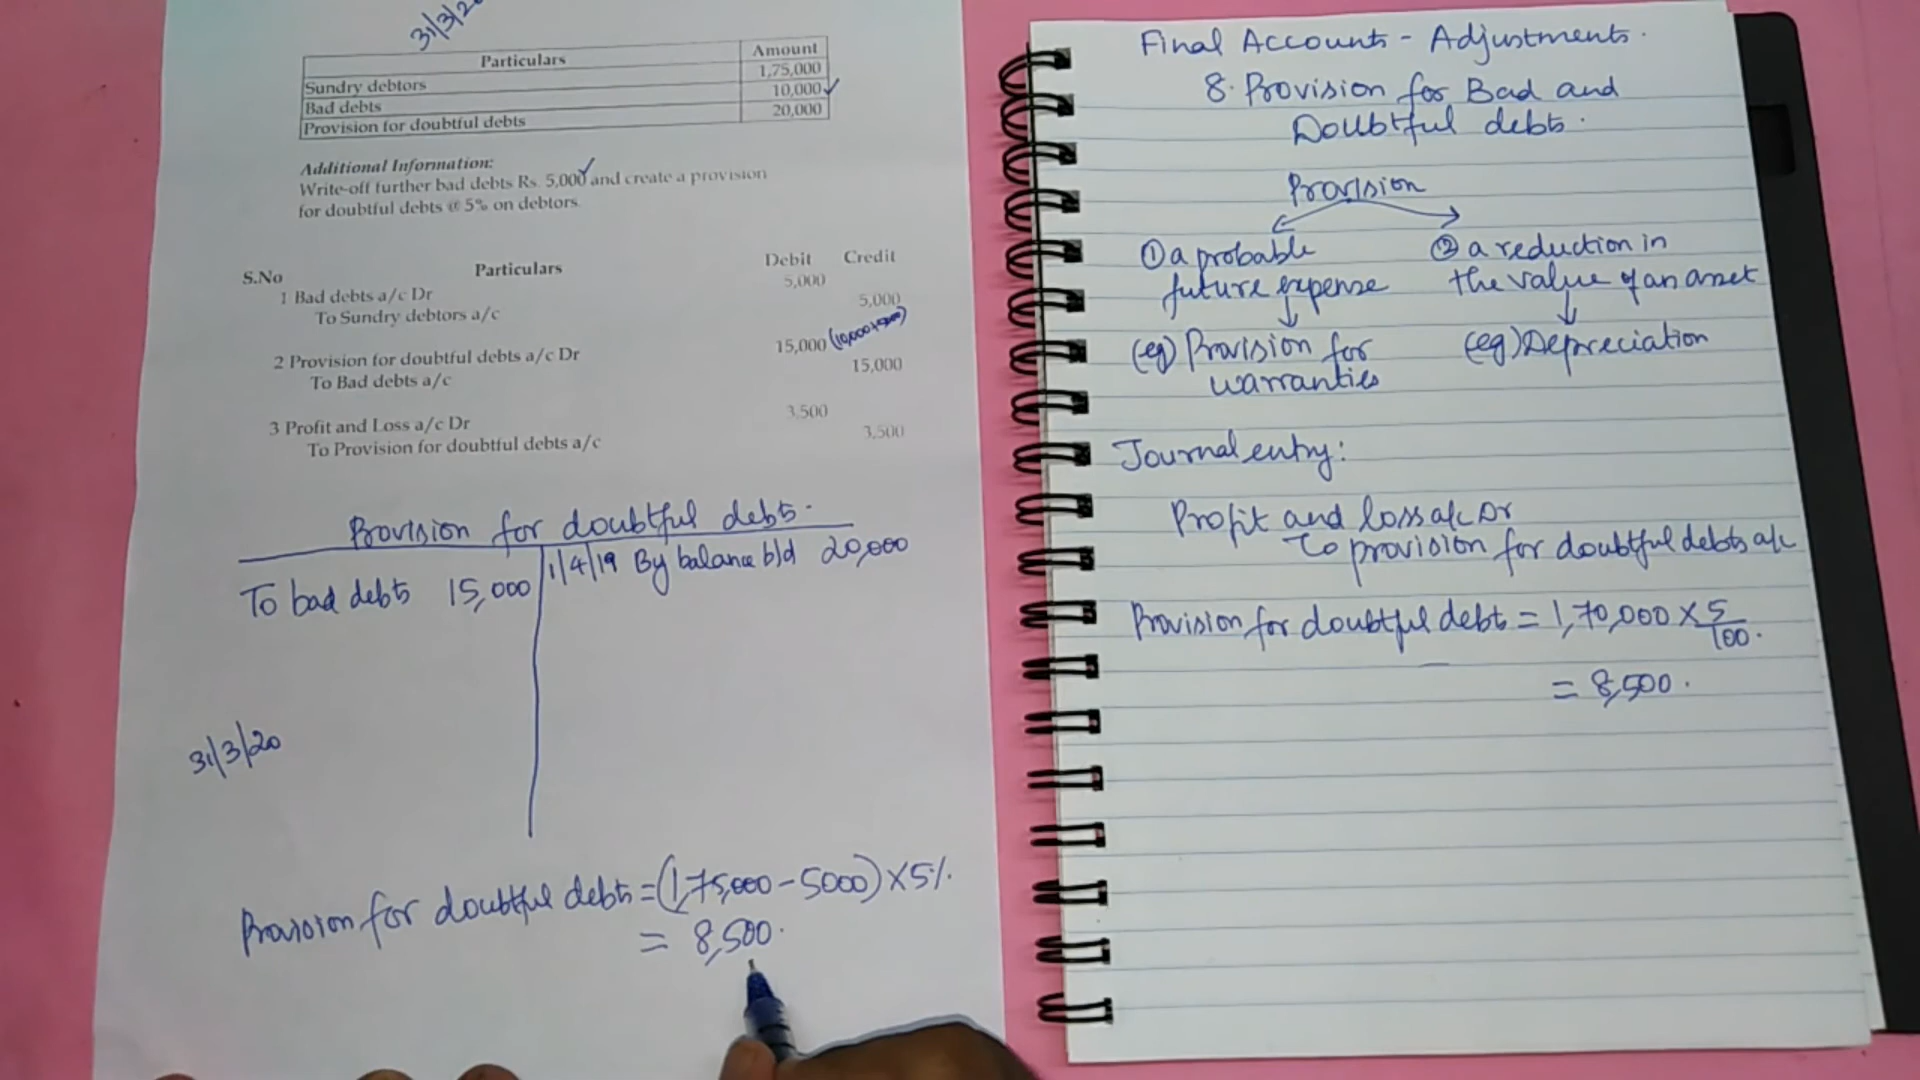 31/3/2
Particulars Amount
Sundry debtors 1,75,000
Bad debts 10,000
Provision for doubtful debts 20,000
Additional Information:
Write-off further bad debts Rs. 5,000 and create a provision
for doubtful debts @ 5% on debtors.
S.No Particulars Debit Credit
1 Bad debts a/c Dr 5,000
To Sundry debtors a/c 5,000
2 Provision for doubtful debts a/c Dr 15,000 (10,000+5000)
To Bad debts a/c 15,000
3 Profit and Loss a/c Dr 3,500
To Provision for doubtful debts a/c 3,500
Provision for doubtful debts.
To bad debts 15,000 1/4/19 By balance b/d 20,000
31/3/20
Provision for doubtful debts = (1,75,000 - 5000) × 5%
= 8,500.
Final Accounts - Adjustments.
8. Provision for Bad and
Doubtful debts.
Provision
① a probable ② a reduction in
future expense the value of an asset
(eg) Provision for (eg) Depreciation
warranties
Journal entry:
Profit and loss a/c Dr
To provision for doubtful debts a/c
Provision for doubtful debts = 1,70,000 × 5/100.
= 8,500.